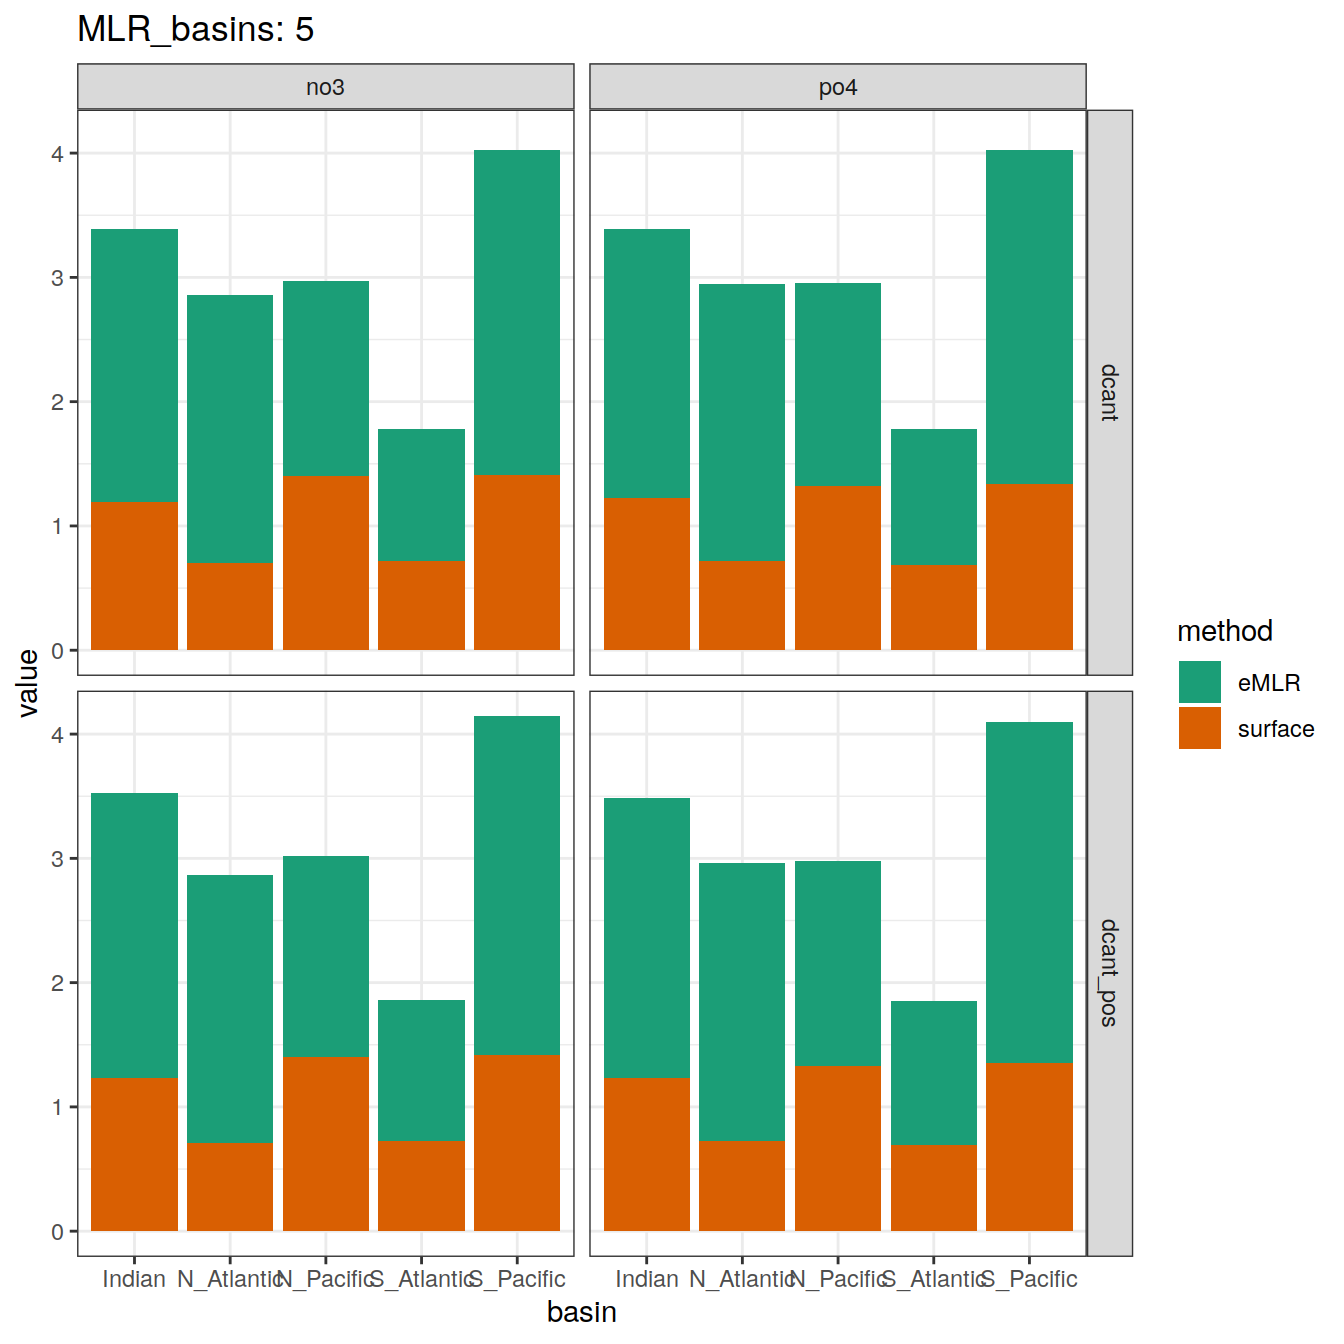 MLR_basins: 5
no3
po4
4
3
2
1
0
dcant
4
3
2
1
0
dcant_pos
value
Indian N_Atlantic N_Pacific S_Atlantic S_Pacific
Indian N_Atlantic N_Pacific S_Atlantic S_Pacific
basin
method
eMLR
surface